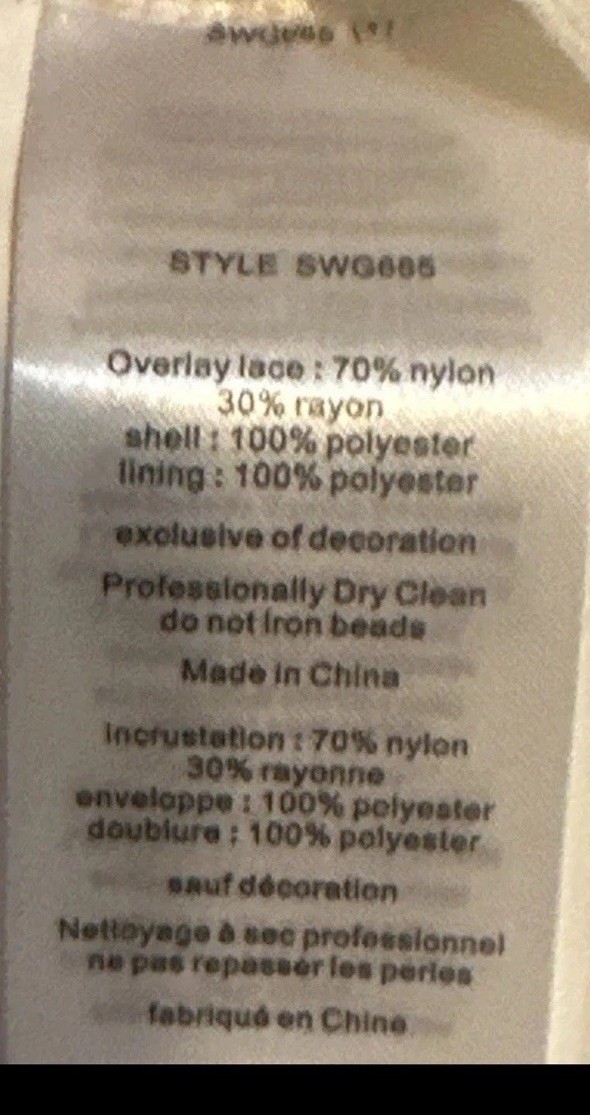 STYLE SWG685
Overlay lace : 70% nylon
30% rayon
shell : 100% polyester
lining : 100% polyester
exclusive of decoration
Professionally Dry Clean
do not iron beads
Made in China
incrustation : 70% nylon
30% rayonne
enveloppe : 100% polyester
doublure : 100% polyester
sauf décoration
Nettoyage à sec professionnel
ne pas repasser les perles
fabriqué en Chine